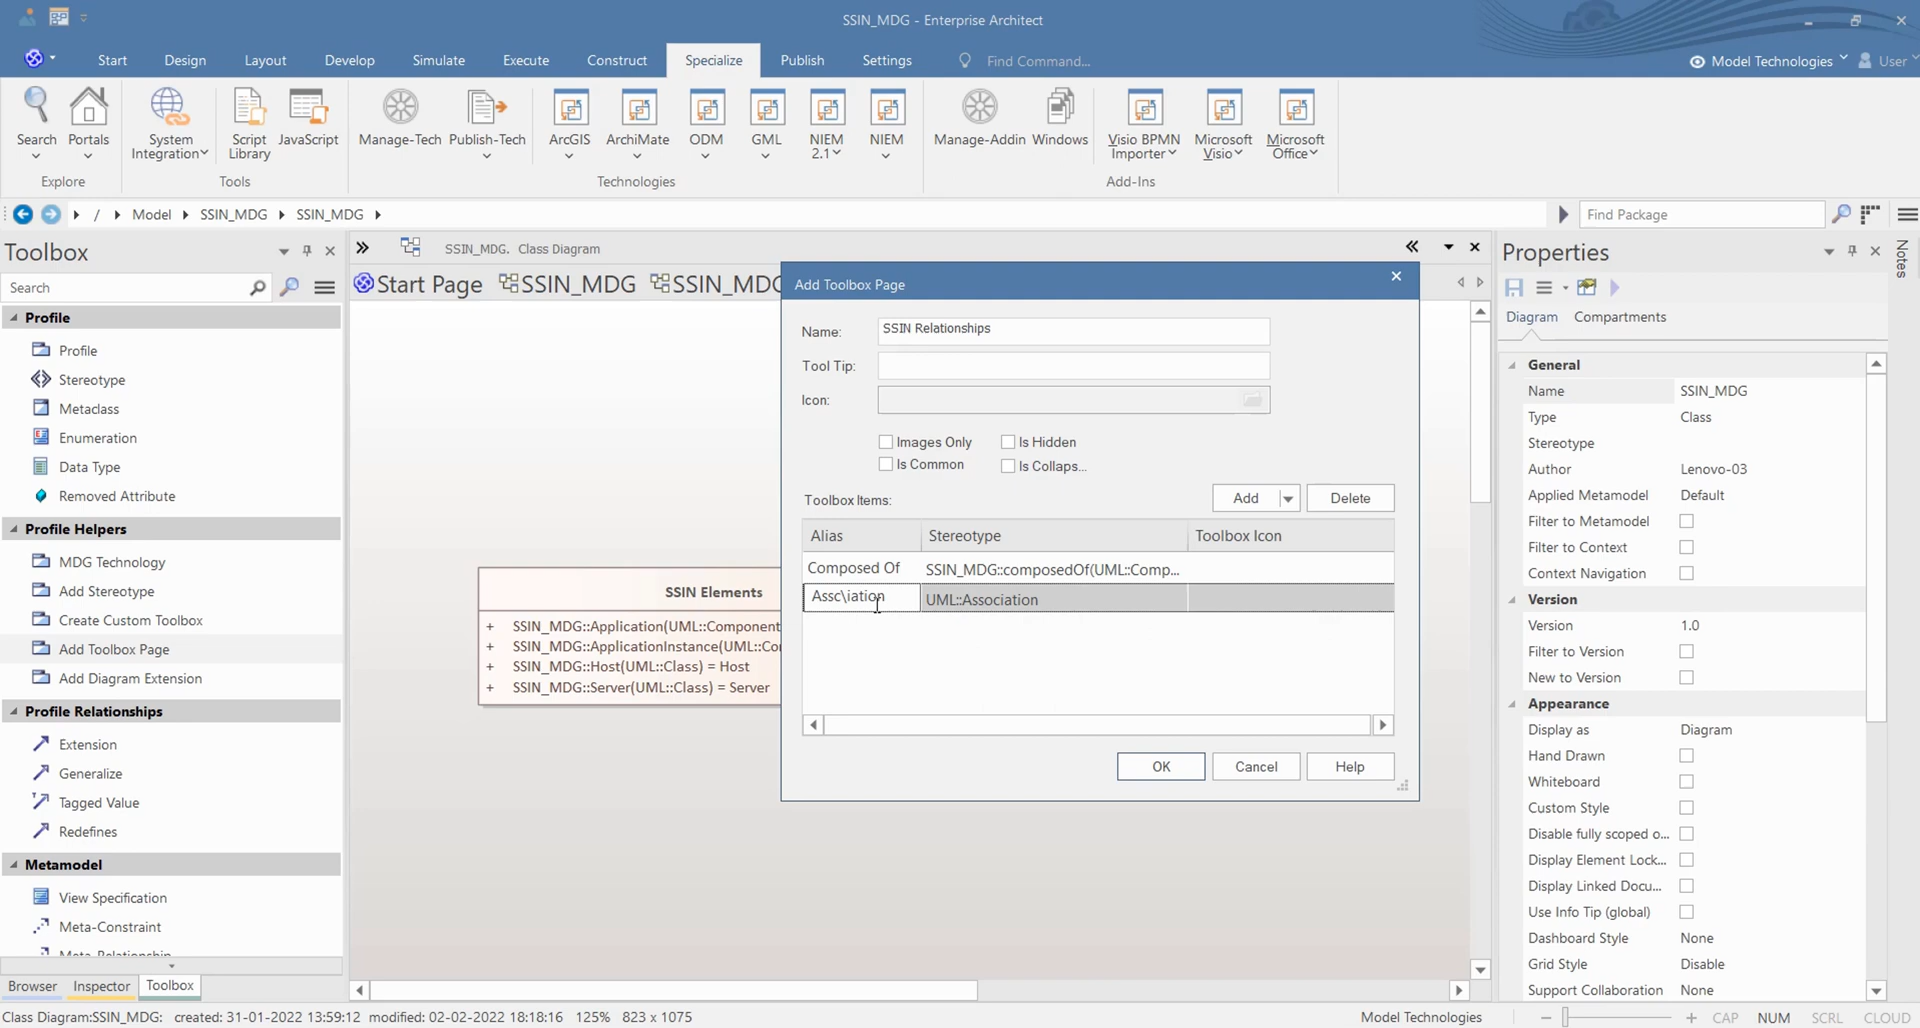 SSIN_MDG - Enterprise Architect
Start Design Layout Develop Simulate Execute Construct Specialize Publish Settings Find Command... Model Technologies User
Search Portals System Integration Script Library JavaScript Manage-Tech Publish-Tech ArcGIS ArchiMate ODM GML NIEM 2.1 NIEM Manage-Addin Windows Visio BPMN Importer Microsoft Visio Microsoft Office
Explore Tools Technologies Add-Ins
/ Model SSIN_MDG SSIN_MDG Find Package
Toolbox
Search
Profile
Profile
Stereotype
Metaclass
Enumeration
Data Type
Removed Attribute
Profile Helpers
MDG Technology
Add Stereotype
Create Custom Toolbox
Add Toolbox Page
Add Diagram Extension
Profile Relationships
Extension
Generalize
Tagged Value
Redefines
Metamodel
View Specification
Meta-Constraint
Meta-Relationship
Browser Inspector Toolbox
SSIN_MDG. Class Diagram
Start Page SSIN_MDG SSIN_MDG
SSIN Elements
+ SSIN_MDG::Application(UML::Component
+ SSIN_MDG::ApplicationInstance(UML::Co
+ SSIN_MDG::Host(UML::Class) = Host
+ SSIN_MDG::Server(UML::Class) = Server
Add Toolbox Page
Name: SSIN Relationships
Tool Tip:
Icon:
Images Only Is Hidden
Is Common Is Collaps...
Toolbox Items: Add Delete
Alias Stereotype Toolbox Icon
Composed Of SSIN_MDG::composedOf(UML::Comp...
Assc\iation UML::Association
OK Cancel Help
Properties
Notes
Diagram Compartments
General
Name SSIN_MDG
Type Class
Stereotype
Author Lenovo-03
Applied Metamodel Default
Filter to Metamodel
Filter to Context
Context Navigation
Version
Version 1.0
Filter to Version
New to Version
Appearance
Display as Diagram
Hand Drawn
Whiteboard
Custom Style
Disable fully scoped o...
Display Element Lock...
Display Linked Docu...
Use Info Tip (global)
Dashboard Style None
Grid Style Disable
Support Collaboration None
Class Diagram:SSIN_MDG: created: 31-01-2022 13:59:12 modified: 02-02-2022 18:18:16 125% 823 x 1075 Model Technologies CAP NUM SCRL CLOUD